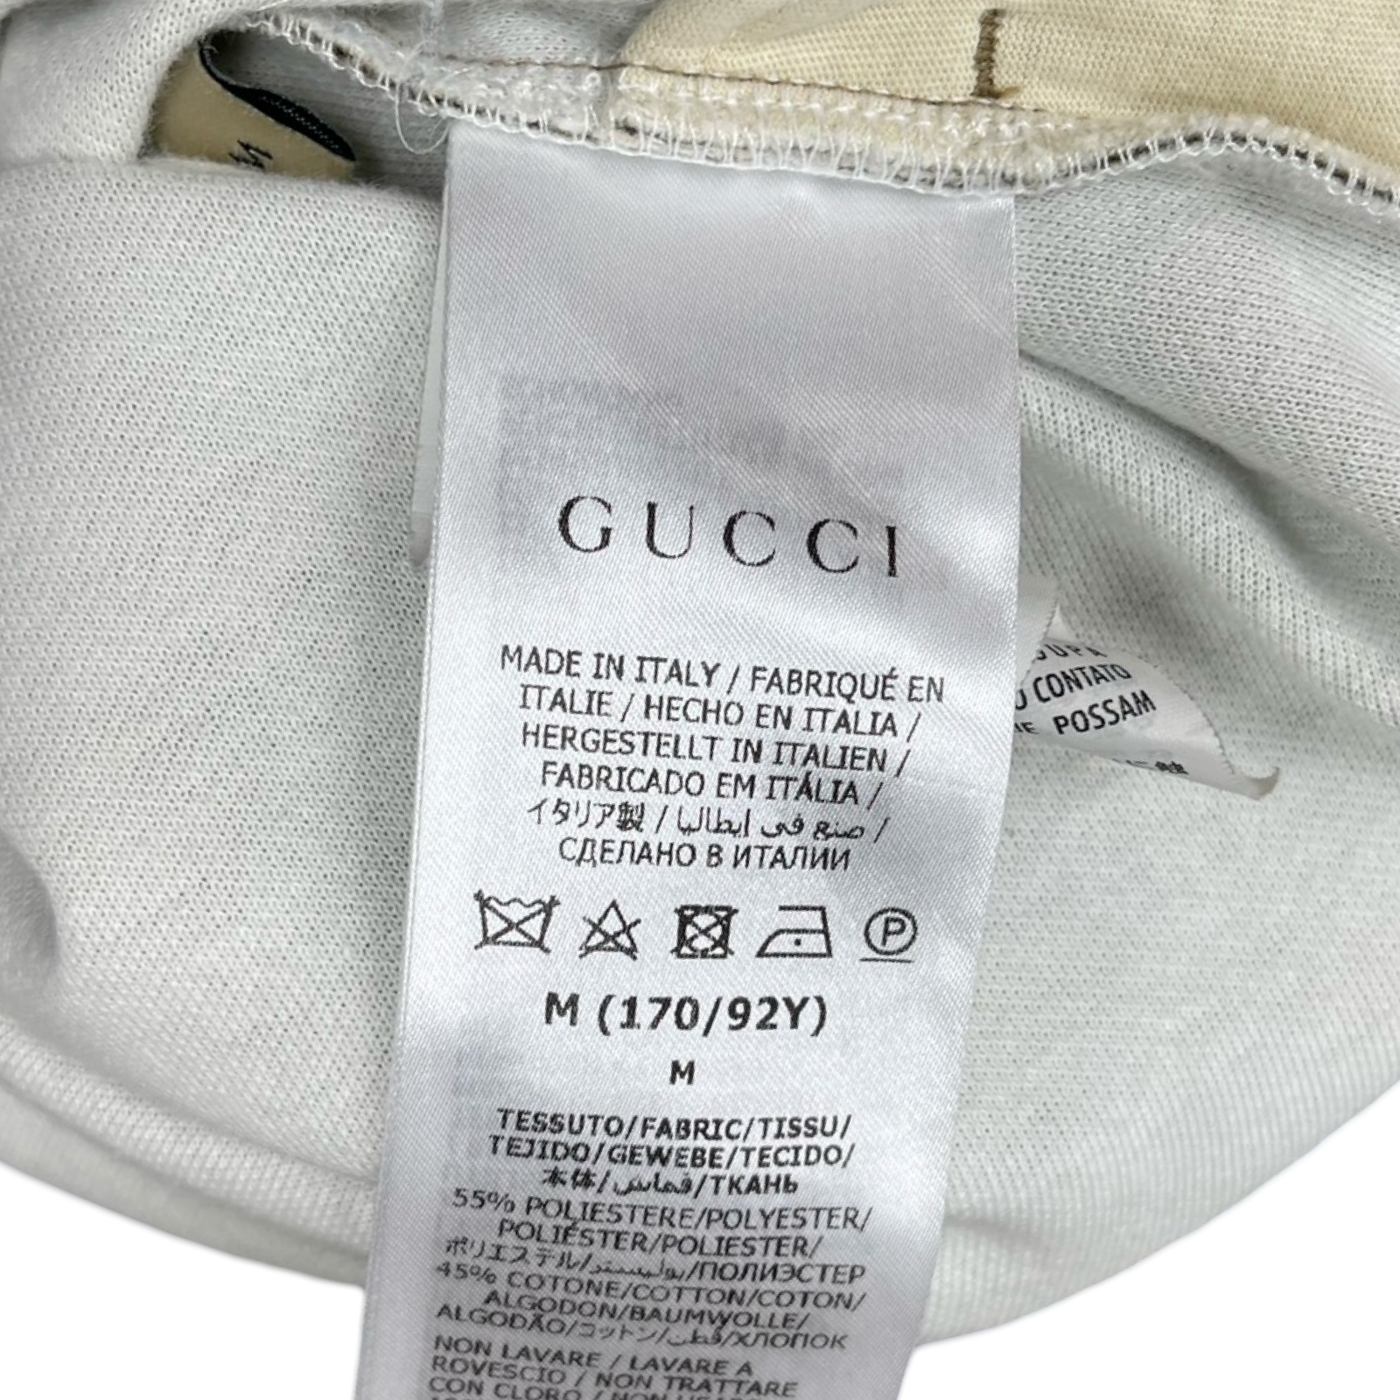 GUCCI
MADE IN ITALY / FABRIQUÉ EN
ITALIE / HECHO EN ITALIA /
HERGESTELLT IN ITALIEN /
FABRICADO EM ITÁLIA /
イタリア製 / صنع في ايطاليا /
СДЕЛАНО В ИТАЛИИ
P
M (170/92Y)
M
TESSUTO/FABRIC/TISSU/
TEJIDO/GEWEBE/TECIDO/
本体/قماش/ТКАНЬ
55% POLIESTERE/POLYESTER/
POLIÉSTER/POLIESTER/
ポリエステル/بوليستر/ПОЛИЭСТЕР
45% COTONE/COTTON/COTON/
ALGODON/BAUMWOLLE/
ALGODÃO/コットン/قطن/ХЛОПОК
NON LAVARE / LAVARE A
ROVESCIO / NON TRATTARE
CON CLORO / NON
CONTATO
POSSAM